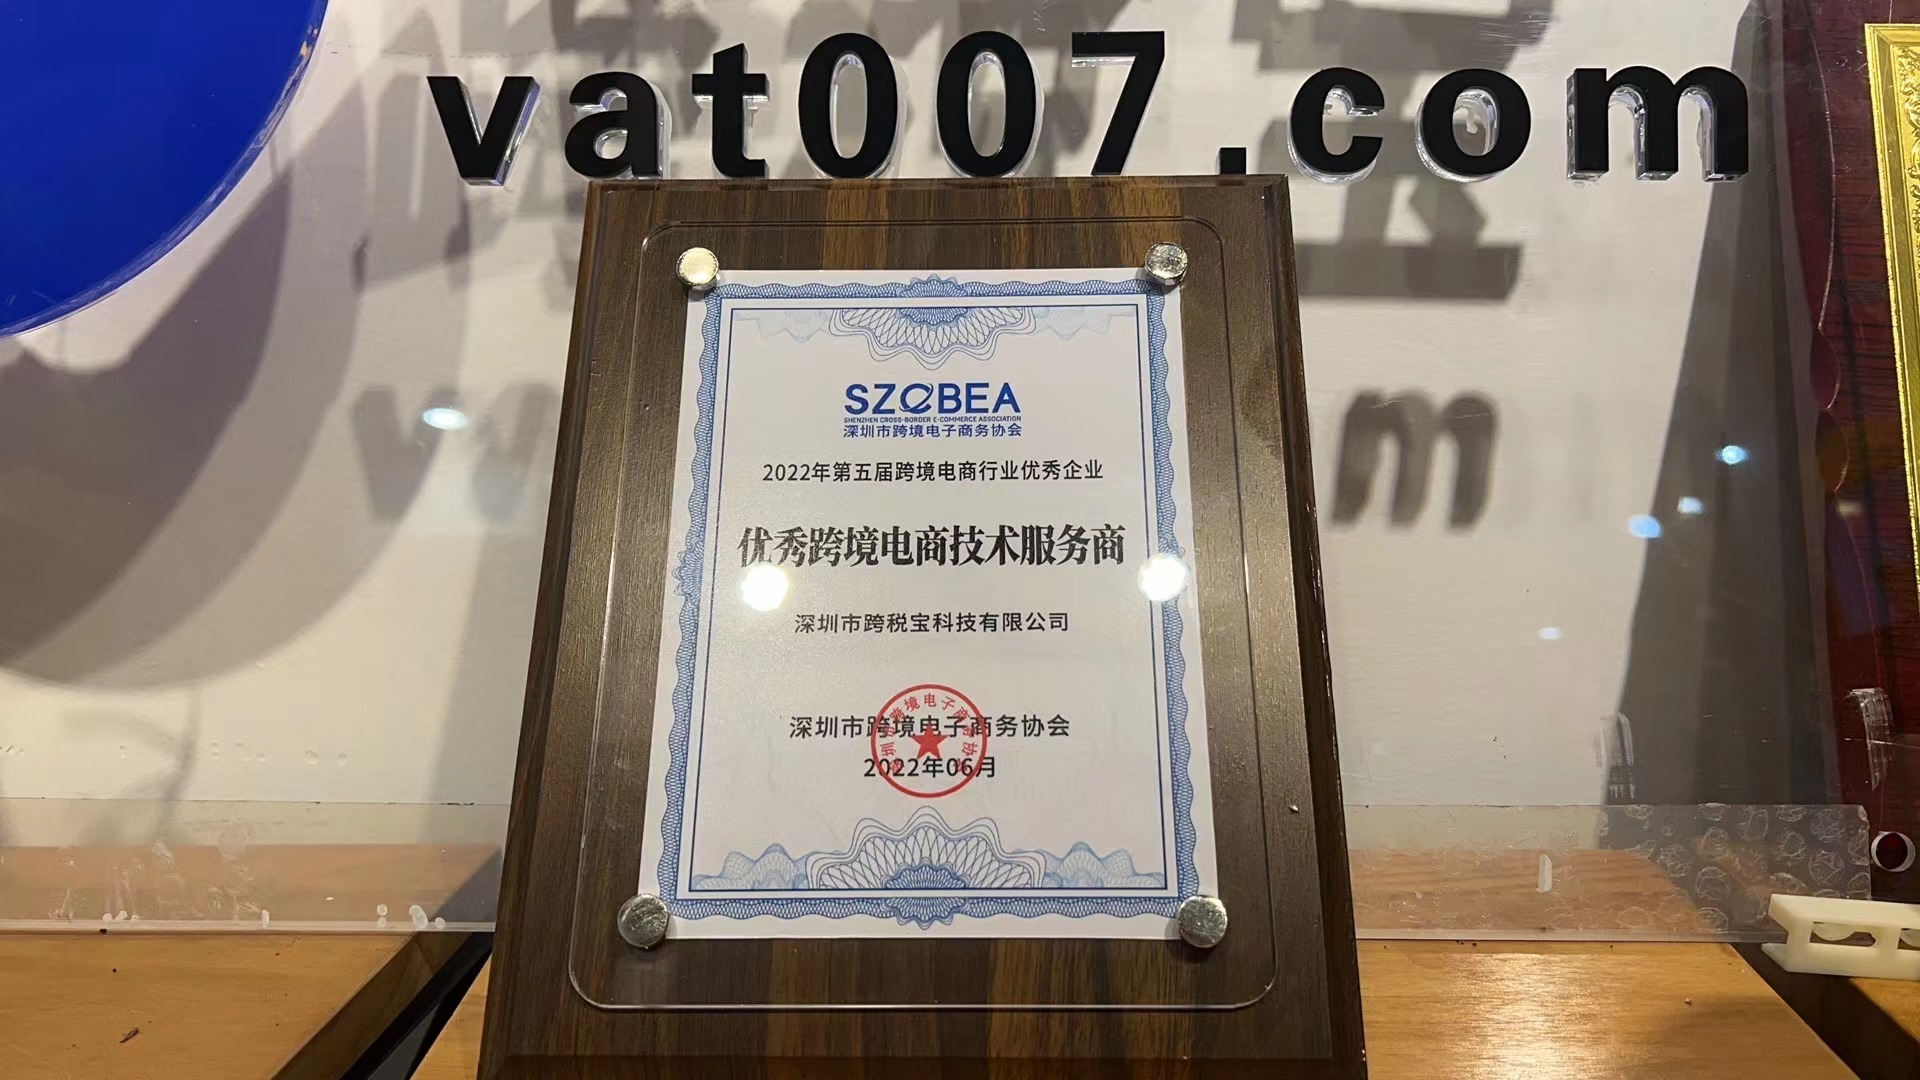 vat007.com
SZCBEA
SHENZHEN CROSS-BORDER E-COMMERCE ASSOCIATION
深圳市跨境电子商务协会
2022年第五届跨境电商行业优秀企业
优秀跨境电商技术服务商
深圳市跨税宝科技有限公司
深圳市跨境电子商务协会
2022年06月